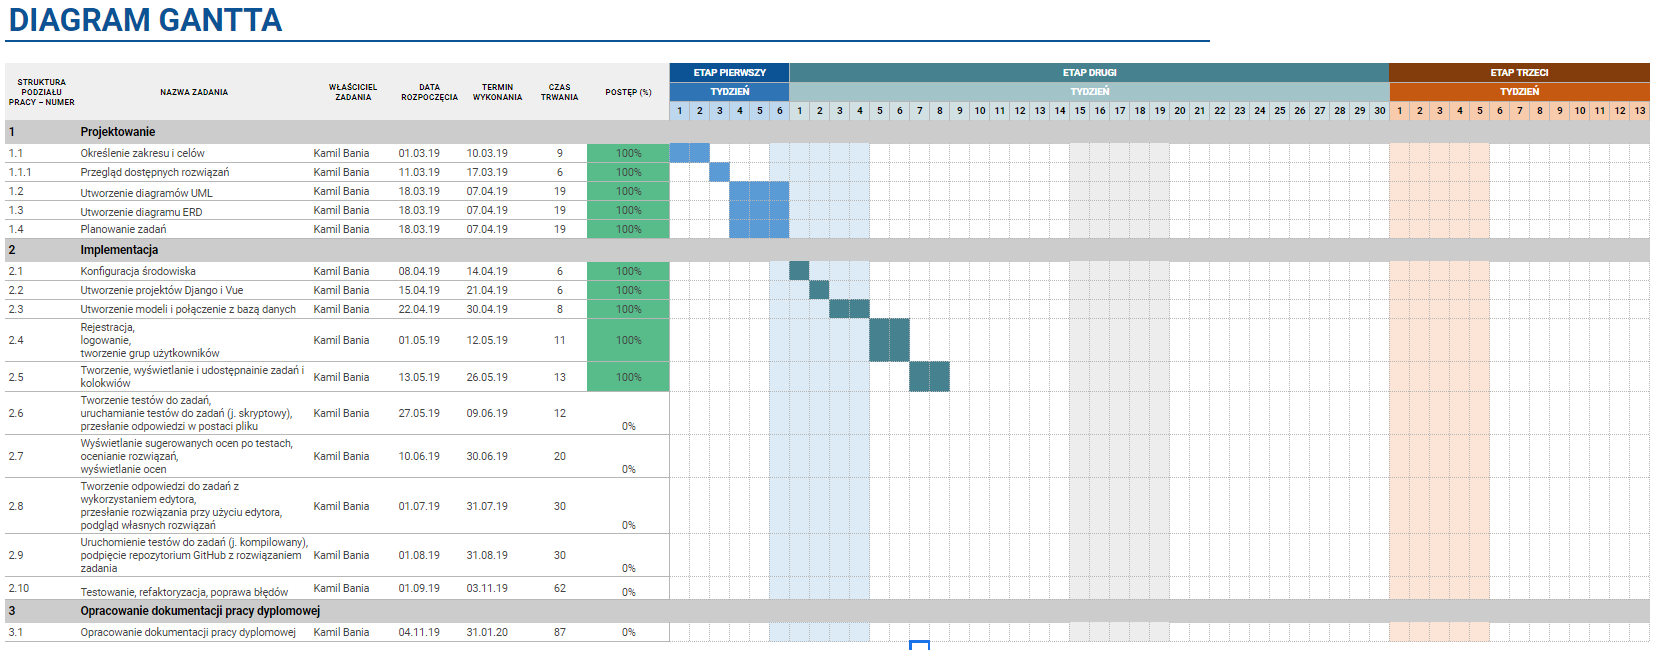 DIAGRAM GANTTA
STRUKTURA PODZIAŁU PRACY – NUMER NAZWA ZADANIA WŁAŚCICIEL ZADANIA DATA ROZPOCZĘCIA TERMIN WYKONANIA CZAS TRWANIA POSTĘP (%)
ETAP PIERWSZY ETAP DRUGI ETAP TRZECI
TYDZIEŃ TYDZIEŃ TYDZIEŃ
1 2 3 4 5 6 1 2 3 4 5 6 7 8 9 10 11 12 13 14 15 16 17 18 19 20 21 22 23 24 25 26 27 28 29 30 1 2 3 4 5 6 7 8 9 10 11 12 13
1 Projektowanie
1.1 Określenie zakresu i celów Kamil Bania 01.03.19 10.03.19 9 100%
1.1.1 Przegląd dostępnych rozwiązań Kamil Bania 11.03.19 17.03.19 6 100%
1.2 Utworzenie diagramów UML Kamil Bania 18.03.19 07.04.19 19 100%
1.3 Utworzenie diagramu ERD Kamil Bania 18.03.19 07.04.19 19 100%
1.4 Planowanie zadań Kamil Bania 18.03.19 07.04.19 19 100%
2 Implementacja
2.1 Konfiguracja środowiska Kamil Bania 08.04.19 14.04.19 6 100%
2.2 Utworzenie projektów Django i Vue Kamil Bania 15.04.19 21.04.19 6 100%
2.3 Utworzenie modeli i połączenie z bazą danych Kamil Bania 22.04.19 30.04.19 8 100%
Rejestracja,
2.4 logowanie, Kamil Bania 01.05.19 12.05.19 11 100%
tworzenie grup użytkowników
Tworzenie, wyświetlanie i udostępnainie zadań i
2.5 kolokwiów Kamil Bania 13.05.19 26.05.19 13 100%
Tworzenie testów do zadań,
2.6 uruchamianie testów do zadań (j. skryptowy), Kamil Bania 27.05.19 09.06.19 12
przesłanie odpowiedzi w postaci pliku 0%
Wyświetlanie sugerowanych ocen po testach,
2.7 ocenianie rozwiązań, Kamil Bania 10.06.19 30.06.19 20
wyświetlanie ocen 0%
Tworzenie odpowiedzi do zadań z
wykorzystaniem edytora,
2.8 przesłanie rozwiązania przy użyciu edytora, Kamil Bania 01.07.19 31.07.19 30
podgląd własnych rozwiązań 0%
Uruchomienie testów do zadań (j. kompilowany),
2.9 podpięcie repozytorium GitHub z rozwiązaniem Kamil Bania 01.08.19 31.08.19 30
zadania 0%
2.10 Testowanie, refaktoryzacja, poprawa błędów Kamil Bania 01.09.19 03.11.19 62 0%
3 Opracowanie dokumentacji pracy dyplomowej
3.1 Opracowanie dokumentacji pracy dyplomowej Kamil Bania 04.11.19 31.01.20 87 0%